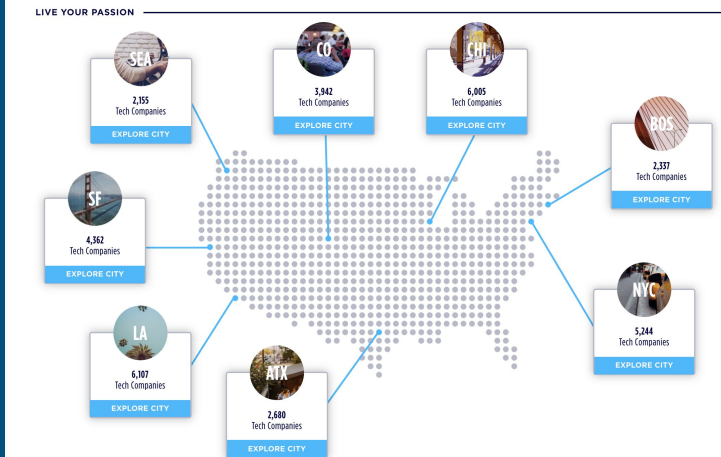 LIVE YOUR PASSION
SEA
2,155
Tech Companies
EXPLORE CITY
CO
3,942
Tech Companies
EXPLORE CITY
CHI
6,005
Tech Companies
EXPLORE CITY
BOS
2,337
Tech Companies
EXPLORE CITY
SF
4,362
Tech Companies
EXPLORE CITY
NYC
5,244
Tech Companies
EXPLORE CITY
LA
6,107
Tech Companies
EXPLORE CITY
ATX
2,680
Tech Companies
EXPLORE CITY